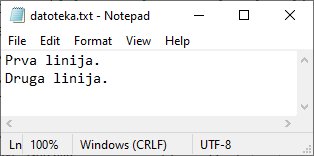 datoteka.txt - Notepad
File Edit Format View Help
Prva linija.
Druga linija.
Ln 100% Windows (CRLF) UTF-8